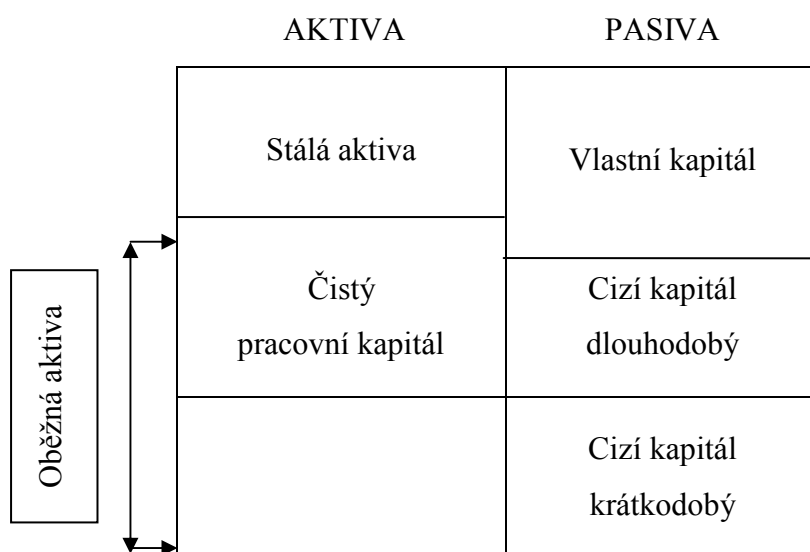 AKTIVA
PASIVA
Stálá aktiva
Vlastní kapitál
Čistý
pracovní kapitál
Cizí kapitál
dlouhodobý
Oběžná aktiva
Cizí kapitál
krátkodobý